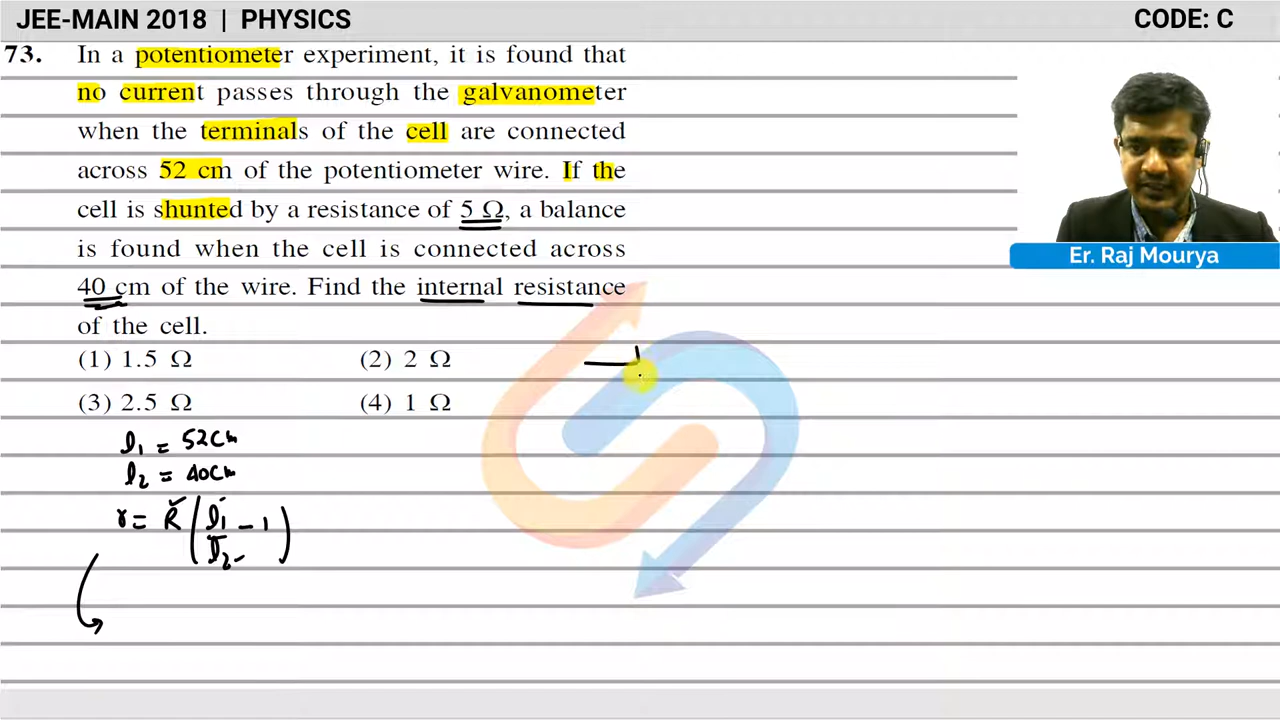 JEE-MAIN 2018 | PHYSICS
CODE: C
73. In a potentiometer experiment, it is found that
no current passes through the galvanometer
when the terminals of the cell are connected
across 52 cm of the potentiometer wire. If the
cell is shunted by a resistance of 5 Ω, a balance
is found when the cell is connected across
40 cm of the wire. Find the internal resistance
of the cell.
(1) 1.5 Ω (2) 2 Ω
(3) 2.5 Ω (4) 1 Ω
l₁ = 52cm
l₂ = 40cm
r = R (l₁/l₂ - 1)
Er. Raj Mourya